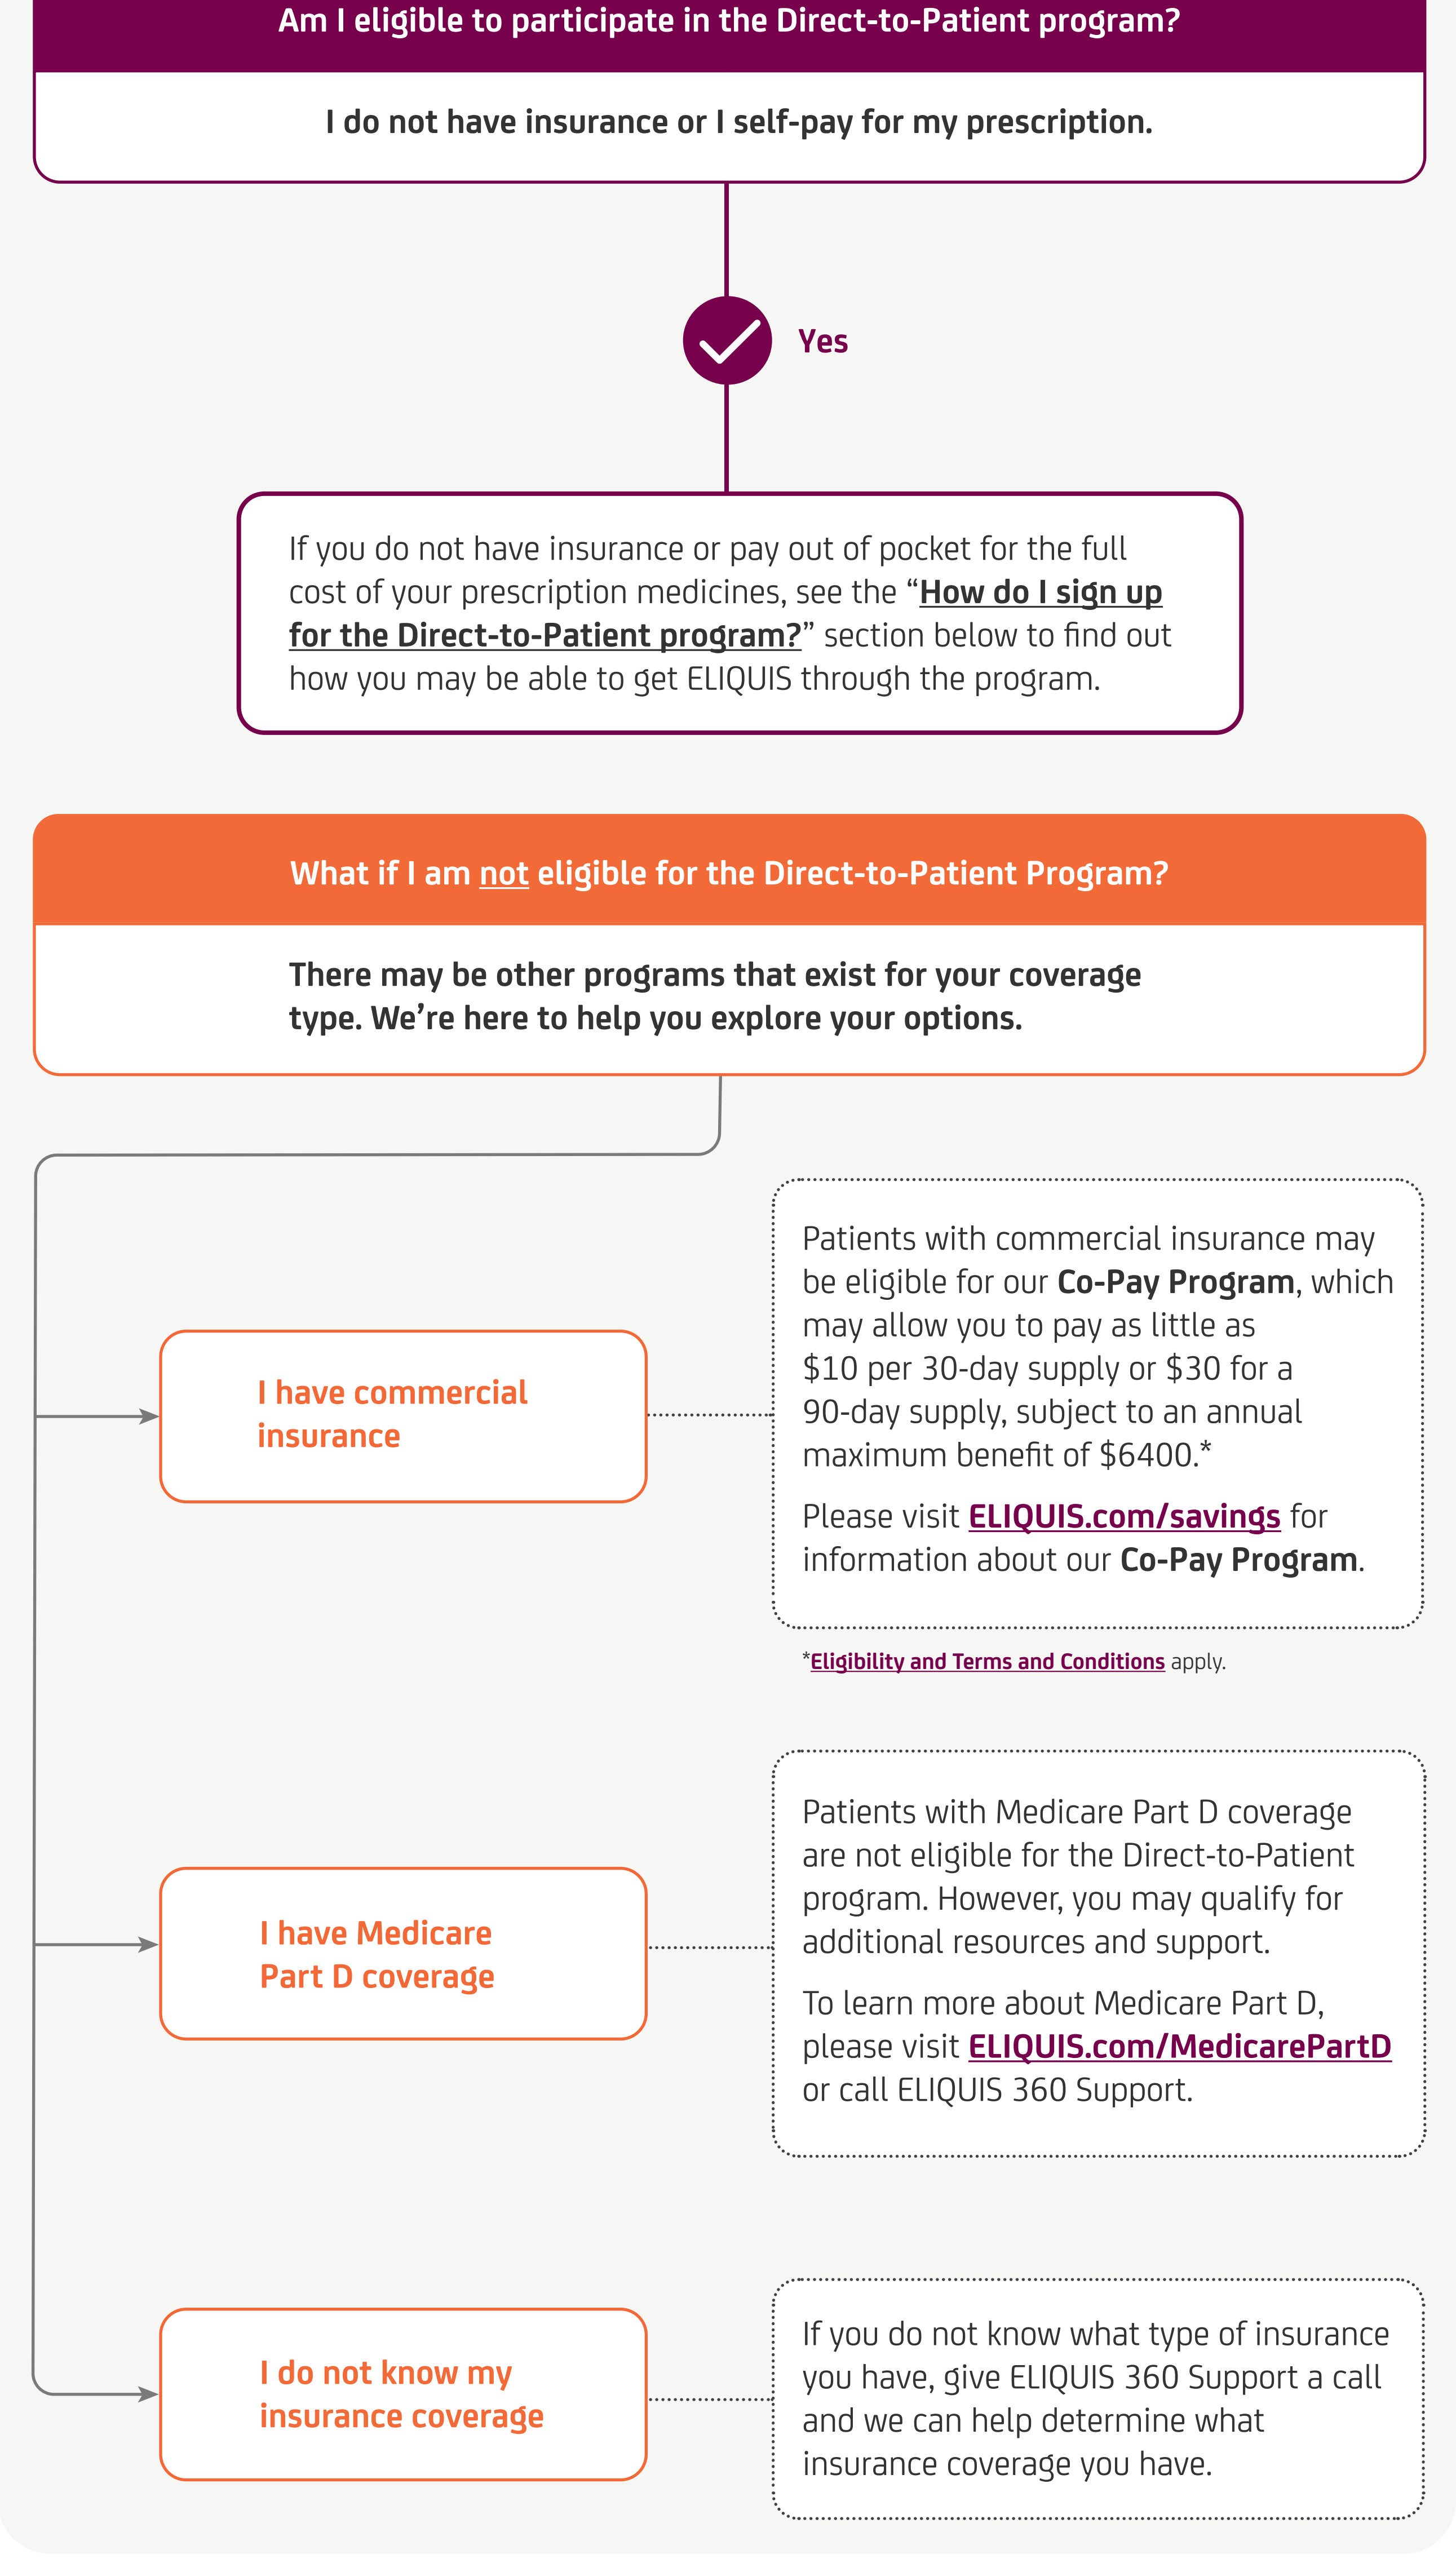 Am I eligible to participate in the Direct-to-Patient program?
I do not have insurance or I self-pay for my prescription.
Yes
If you do not have insurance or pay out of pocket for the full
cost of your prescription medicines, see the “How do I sign up
for the Direct-to-Patient program?” section below to find out
how you may be able to get ELIQUIS through the program.
What if I am not eligible for the Direct-to-Patient Program?
There may be other programs that exist for your coverage
type. We’re here to help you explore your options.
I have commercial
insurance
Patients with commercial insurance may
be eligible for our Co-Pay Program, which
may allow you to pay as little as
$10 per 30-day supply or $30 for a
90-day supply, subject to an annual
maximum benefit of $6400.*
Please visit ELIQUIS.com/savings for
information about our Co-Pay Program.
*Eligibility and Terms and Conditions apply.
I have Medicare
Part D coverage
Patients with Medicare Part D coverage
are not eligible for the Direct-to-Patient
program. However, you may qualify for
additional resources and support.
To learn more about Medicare Part D,
please visit ELIQUIS.com/MedicarePartD
or call ELIQUIS 360 Support.
I do not know my
insurance coverage
If you do not know what type of insurance
you have, give ELIQUIS 360 Support a call
and we can help determine what
insurance coverage you have.